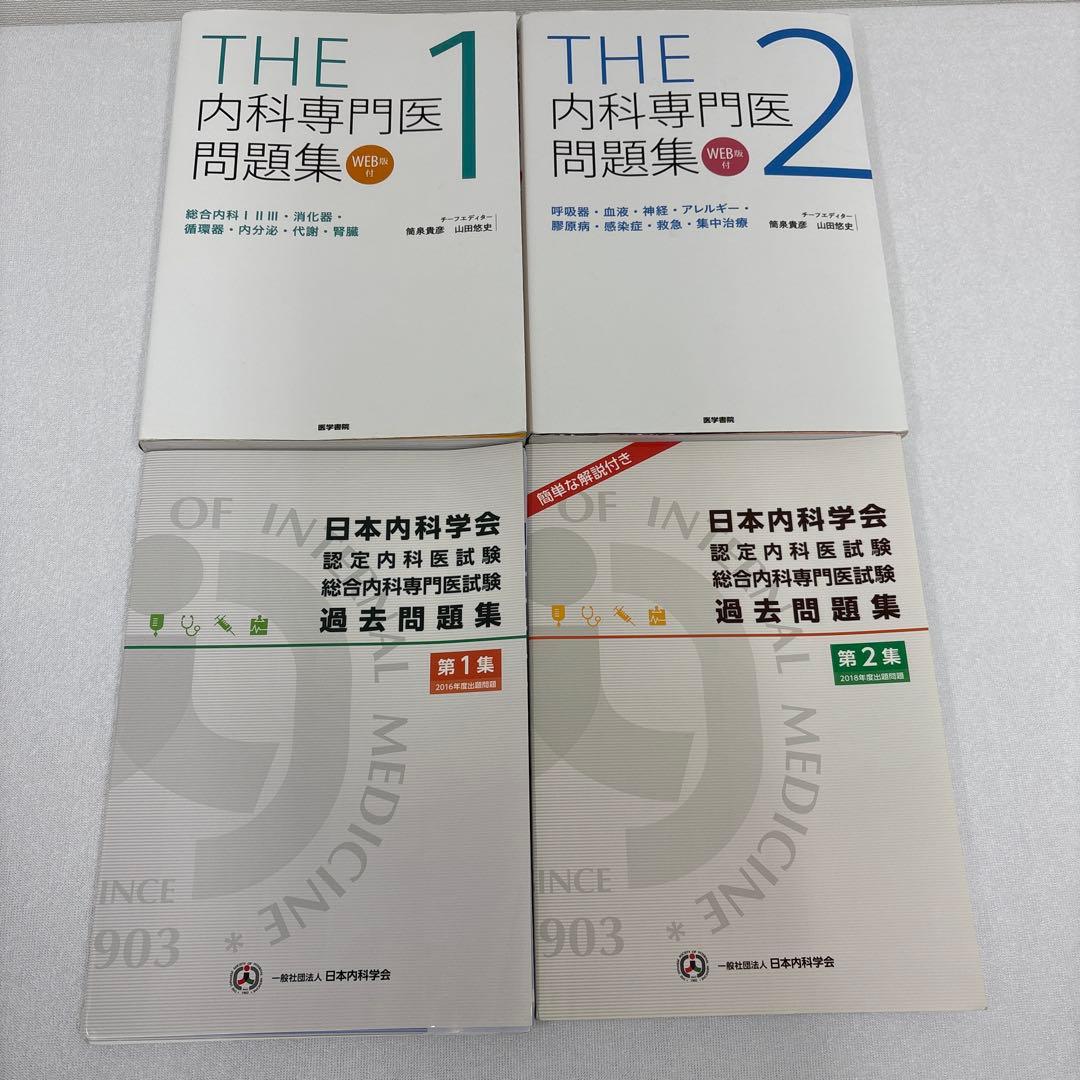 THE
内科専門医
問題集
WEB版
付
1
総合内科ⅠⅡⅢ・消化器・
循環器・内分泌・代謝・腎臓
チーフエディター
筒泉貴彦 山田悠史
医学書院
THE
内科専門医
問題集
WEB版
付
2
呼吸器・血液・神経・アレルギー・
膠原病・感染症・救急・集中治療
チーフエディター
筒泉貴彦 山田悠史
医学書院
OF INTERNAL MEDICINE *
日本内科学会
認定内科医試験
総合内科専門医試験
過去問題集
第1集
2016年度出題問題
INCE
903
一般社団法人 日本内科学会
簡単な解説付き
OF INTERNAL MEDICINE *
日本内科学会
認定内科医試験
総合内科専門医試験
過去問題集
第2集
2018年度出題問題
INCE
903
一般社団法人 日本内科学会